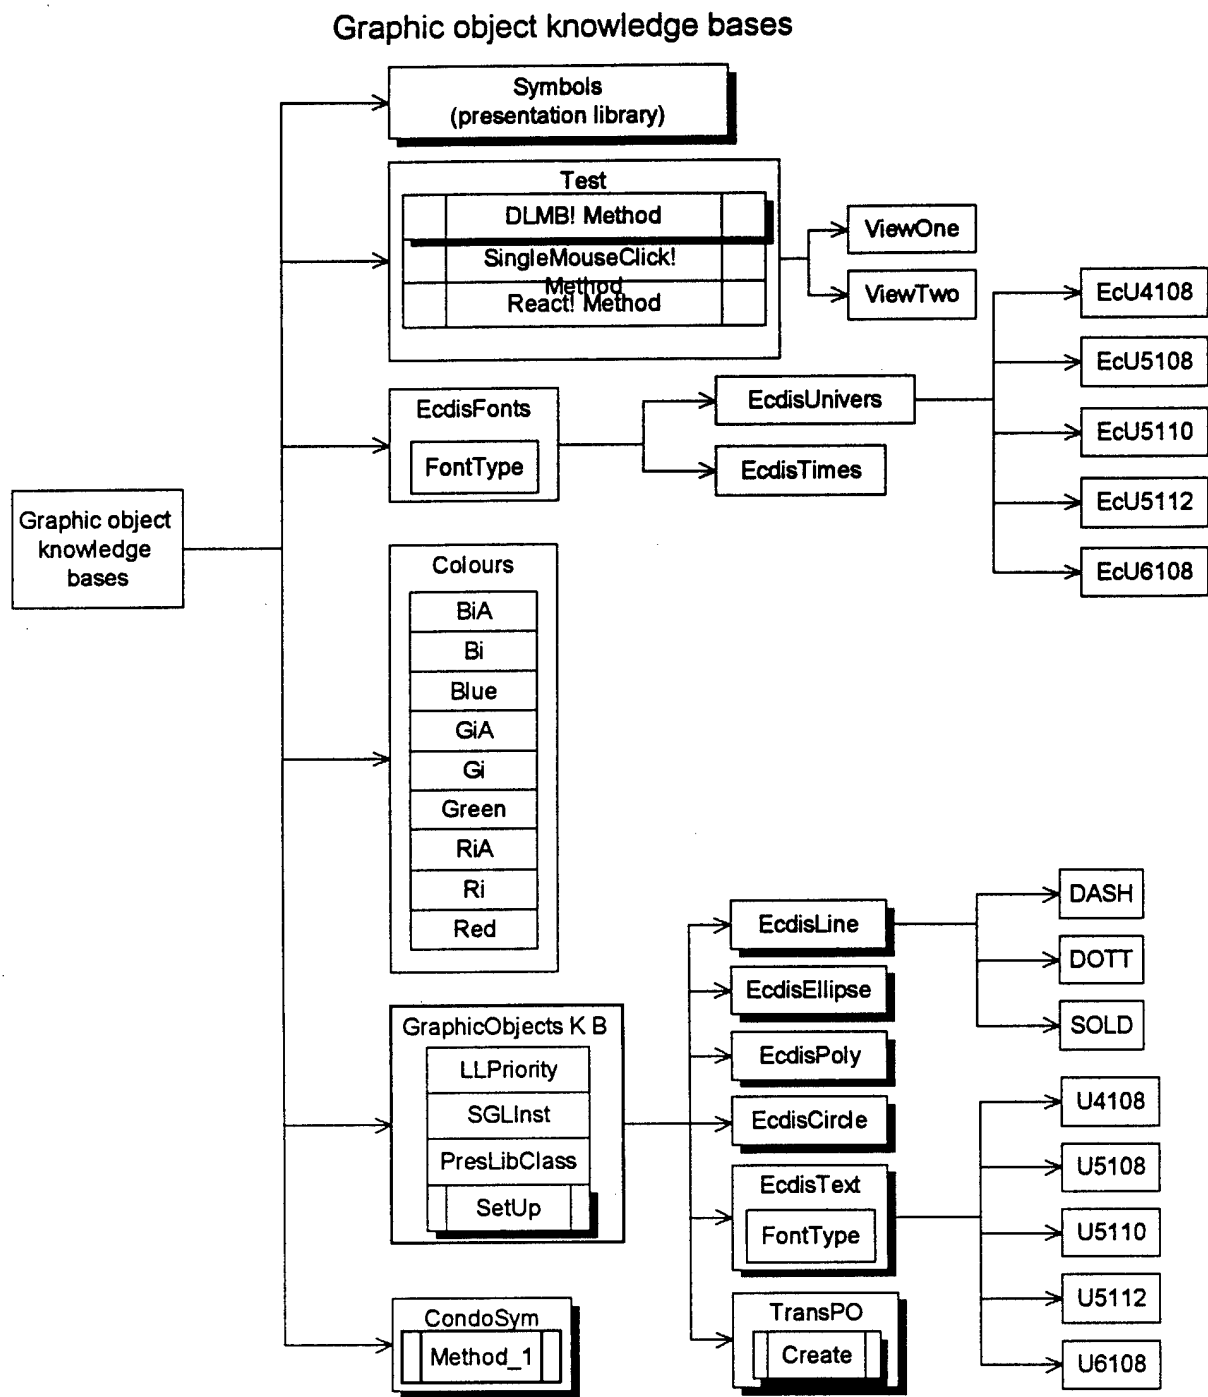 Graphic object knowledge bases
Symbols
(presentation library)
Test
DLMB! Method
SingleMouseClick!
Method
React! Method
ViewOne
ViewTwo
EcdisFonts
FontType
EcdisUnivers
EcdisTimes
EcU4108
EcU5108
EcU5110
EcU5112
EcU6108
Graphic object
knowledge
bases
Colours
BiA
Bi
Blue
GiA
Gi
Green
RiA
Ri
Red
GraphicObjects K B
LLPriority
SGLInst
PresLibClass
SetUp
EcdisLine
EcdisEllipse
EcdisPoly
EcdisCircle
EcdisText
FontType
TransPO
Create
DASH
DOTT
SOLD
U4108
U5108
U5110
U5112
U6108
CondoSym
Method_1